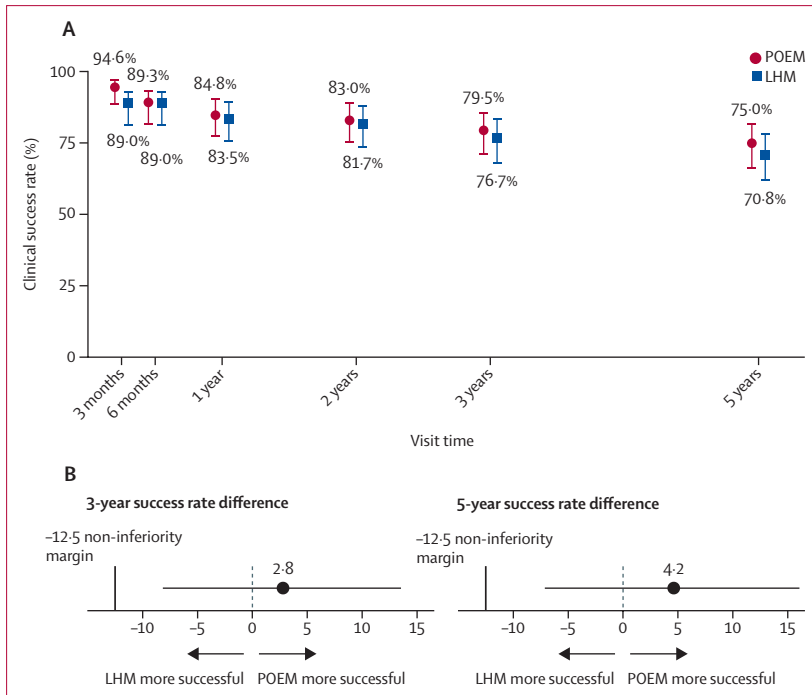 A
94·6%
89·3%
84·8%
83·0%
79·5%
75·0%
POEM
LHM
100
75
50
25
0
Clinical success rate (%)
89·0%
89·0%
83·5%
81·7%
76·7%
70·8%
3 months
6 months
1 year
2 years
3 years
5 years
Visit time
B
3-year success rate difference
–12·5 non-inferiority
margin
2·8
–10 –5 0 5 10 15
LHM more successful POEM more successful
5-year success rate difference
–12·5 non-inferiority
margin
4·2
–10 –5 0 5 10 15
LHM more successful POEM more successful